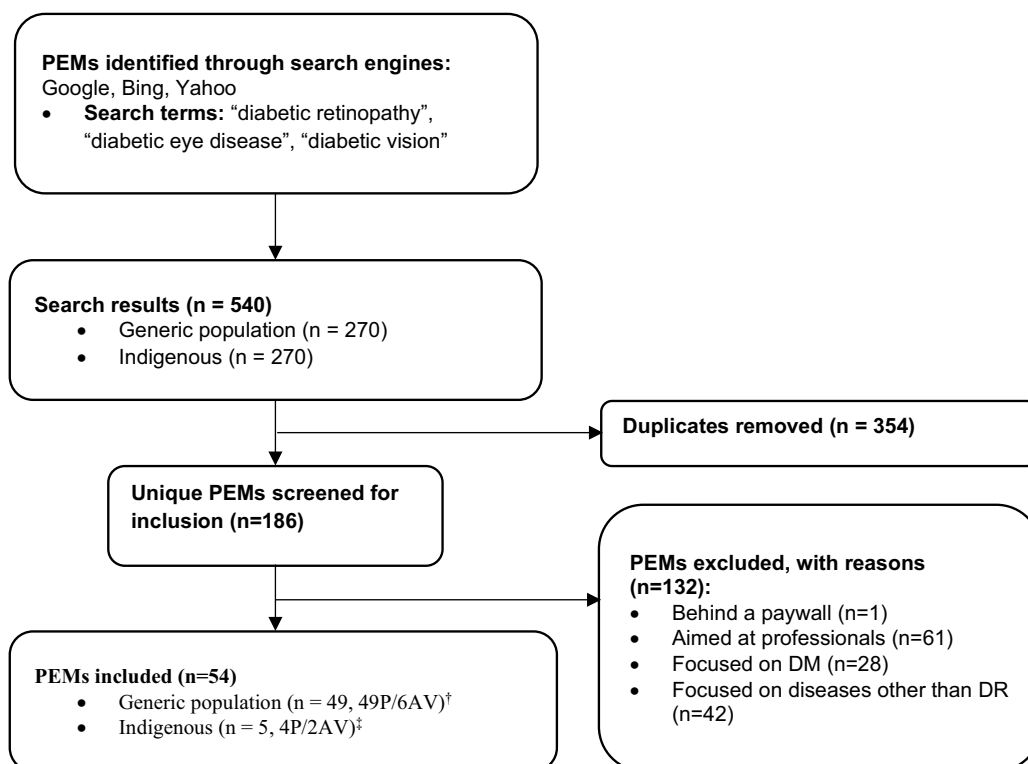 PEMs identified through search engines:
Google, Bing, Yahoo
• Search terms: “diabetic retinopathy”,
“diabetic eye disease”, “diabetic vision”
Search results (n = 540)
• Generic population (n = 270)
• Indigenous (n = 270)
Duplicates removed (n = 354)
Unique PEMs screened for
inclusion (n=186)
PEMs excluded, with reasons
(n=132):
• Behind a paywall (n=1)
• Aimed at professionals (n=61)
• Focused on DM (n=28)
• Focused on diseases other than DR
(n=42)
PEMs included (n=54)
• Generic population (n = 49, 49P/6AV)†
• Indigenous (n = 5, 4P/2AV)‡